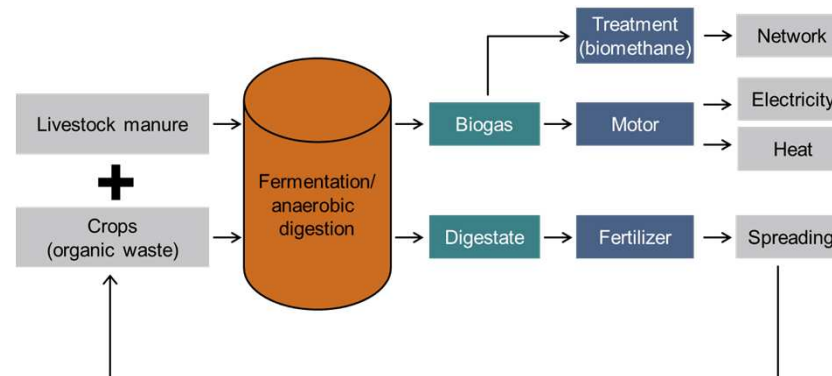 Treatment
(biomethane)
Network
Livestock manure
Biogas
Motor
Electricity
Heat
+
Fermentation/
anaerobic
digestion
Crops
(organic waste)
Digestate
Fertilizer
Spreading